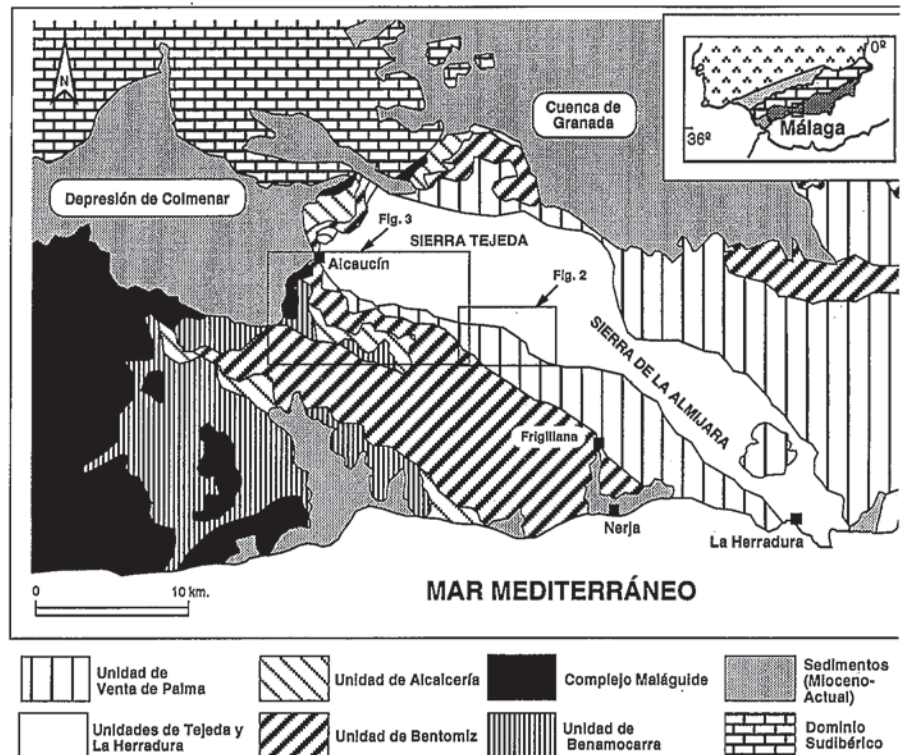 N
Cuenca de
Granada
0º
36º
Málaga
Depresión de Colmenar
Fig. 3
SIERRA TEJEDA
Alcaucín
Fig. 2
SIERRA DE LA ALMIJARA
Frigiliana
Nerja
La Herradura
0
10 km.
MAR MEDITERRÁNEO
Unidad de
Venta de Palma
Unidad de Alcalcería
Complejo Maláguide
Sedimentos
(Mioceno-
Actual)
Unidades de Tejeda y
La Herradura
Unidad de Bentomiz
Unidad de
Benamocarra
Dominio
Sudibérico